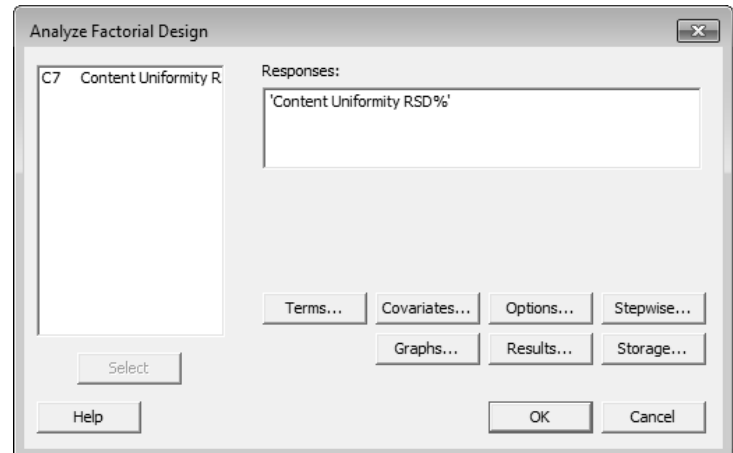 Analyze Factorial Design
C7 Content Uniformity R
Responses:
'Content Uniformity RSD%'
Terms...
Covariates...
Options...
Stepwise...
Graphs...
Results...
Storage...
Select
Help
OK
Cancel